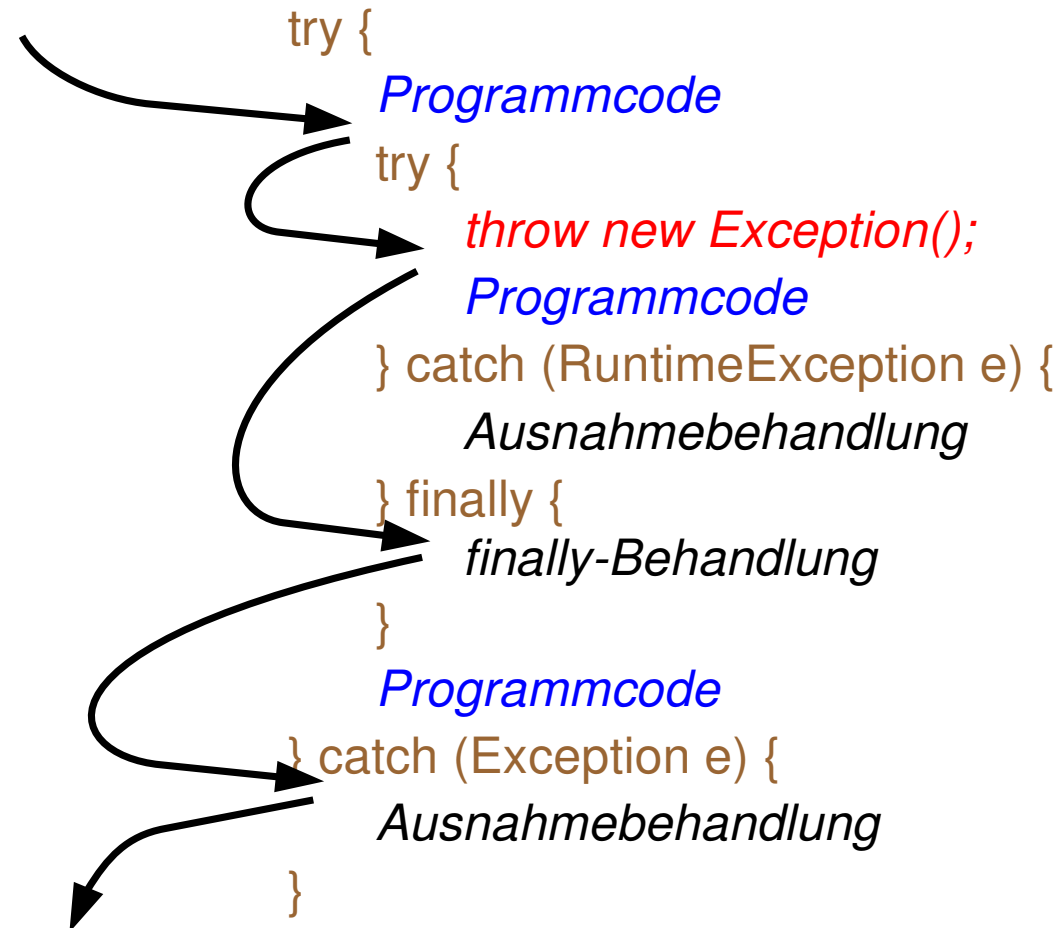 try {
Programmcode
try {
throw new Exception();
Programmcode
} catch (RuntimeException e) {
Ausnahmebehandlung
} finally {
finally-Behandlung
}
Programmcode
} catch (Exception e) {
Ausnahmebehandlung
}